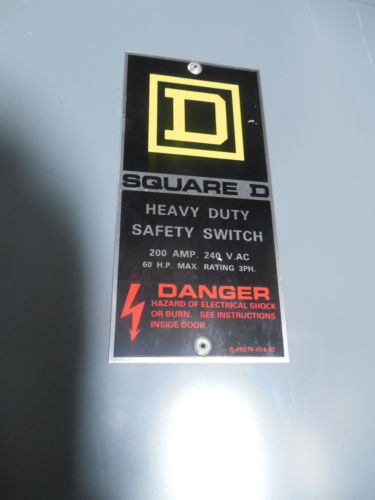 D
SQUARE D
HEAVY DUTY
SAFETY SWITCH
200 AMP. 240 V.AC
60 H.P. MAX. RATING 3PH.
DANGER
HAZARD OF ELECTRICAL SHOCK
OR BURN. SEE INSTRUCTIONS
INSIDE DOOR.